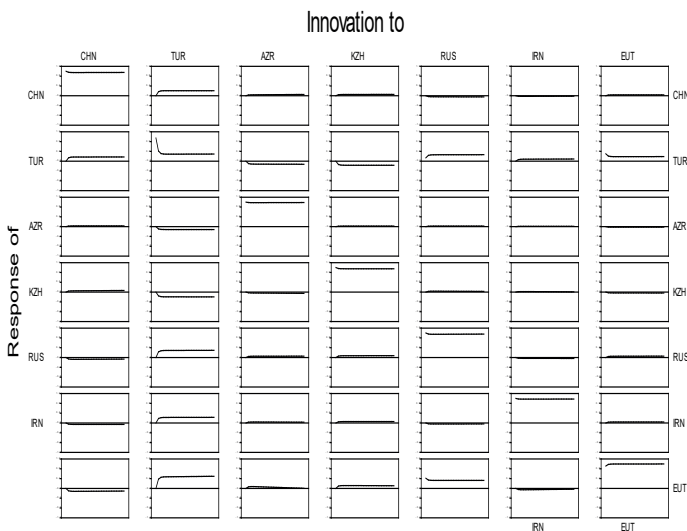 Innovation to
CHN TUR AZR KZH RUS IRN EUT
CHN CHN
TUR TUR
AZR AZR
KZH KZH
RUS RUS
IRN IRN
EUT
IRN EUT
Response of